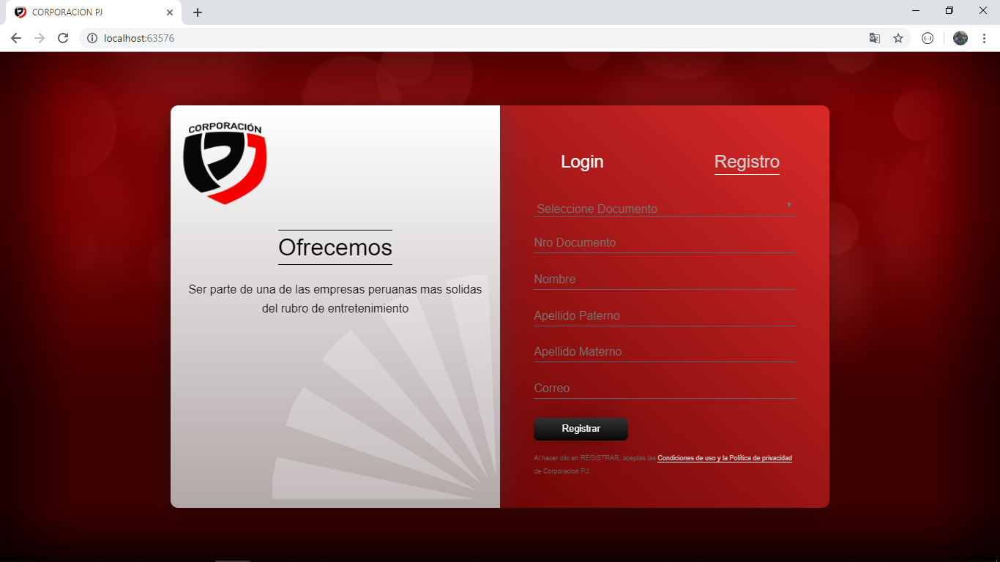 CORPORACION PJ
localhost:63576
CORPORACIÓN
PJ
Ofrecemos
Ser parte de una de las empresas peruanas mas solidas
del rubro de entretenimiento
Login
Registro
Seleccione Documento
Nro Documento
Nombre
Apellido Paterno
Apellido Materno
Correo
Registrar
Al hacer clic en REGISTRAR, aceptas las Condiciones de uso y la Política de privacidad
de Corporacion PJ.